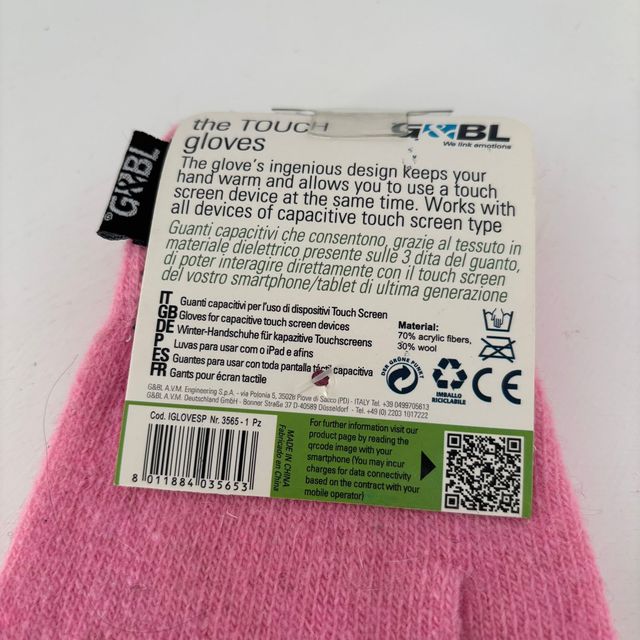 the TOUCH
gloves
G&BL
We link emotions
G&BL®
The glove's ingenious design keeps your
hand warm and allows you to use a touch
screen device at the same time. Works with
all devices of capacitive touch screen type
Guanti capacitivi che consentono, grazie al tessuto in
materiale dielettrico presente sulle 3 dita del guanto,
di poter interagire direttamente con il touch screen
del vostro smartphone/tablet di ultima generazione
IT Guanti capacitivi per l'uso di dispositivi Touch Screen
GB Gloves for capacitive touch screen devices
DE Winter-Handschuhe für kapazitive Touchscreens
P Luvas para usar com o iPad e afins
ES Guantes para usar con toda pantalla táctil capacitiva
FR Gants pour écran tactile
Material:
70% acrylic fibers,
30% wool
DER GRÜNE PUNKT
IMBALLO
RICICLABILE
CE
G&BL A.V.M. Engineering S.p.A. - via Polonia 5, 35028 Piove di Sacco (PD) - ITALY Tel. +39 0499705613
G&BL A.V.M. Deutschland GmbH - Bonner Straße 37 D-40589 Düsseldorf - Tel. +49 (0) 2203 1017222
Cod. IGLOVESP Nr. 3565 - 1 Pz
8 011884 035653
MADE IN CHINA
Fabricado en China
For further information visit our
product page by reading the
qrcode image with your
smartphone (You may incur
charges for data connectivity
based on the contract with your
mobile operator)